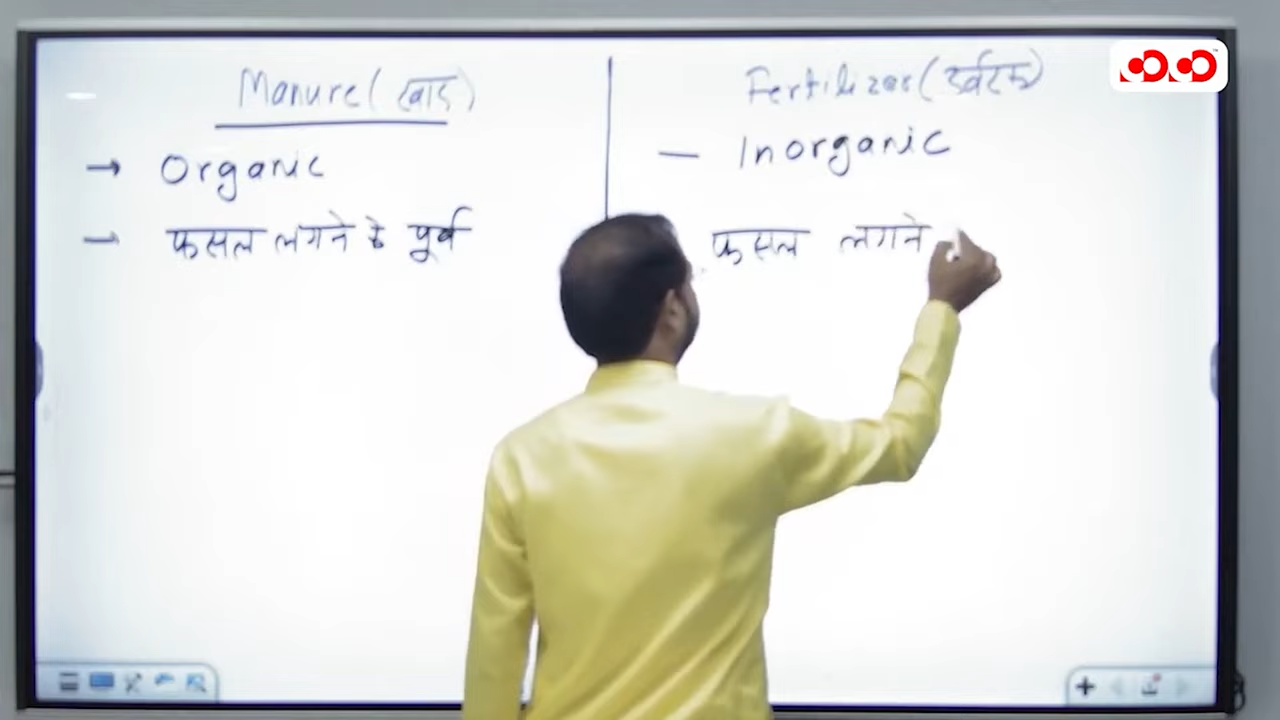 Manure (खाद)
→ Organic
— फसल लगने के पूर्व
Fertilizer (उर्वरक)
— Inorganic
फसल लगने